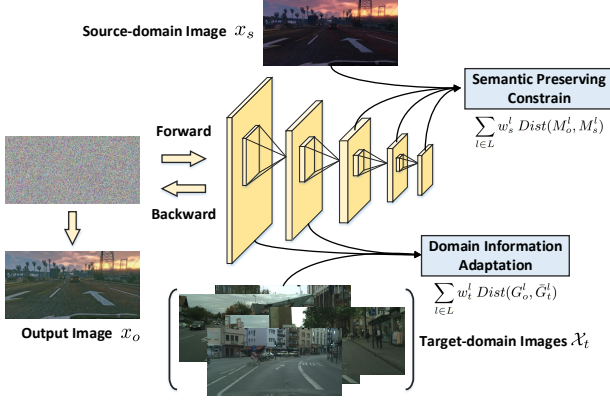 Source-domain Image $x_s$
Semantic Preserving
Constrain
$\sum_{l \in L} w_s^l \, Dist(M_o^l, M_s^l)$
Forward
Backward
Domain Information
Adaptation
$\sum_{l \in L} w_t^l \, Dist(G_o^l, \bar{G}_t^l)$
Output Image $x_o$
Target-domain Images $\mathcal{X}_t$